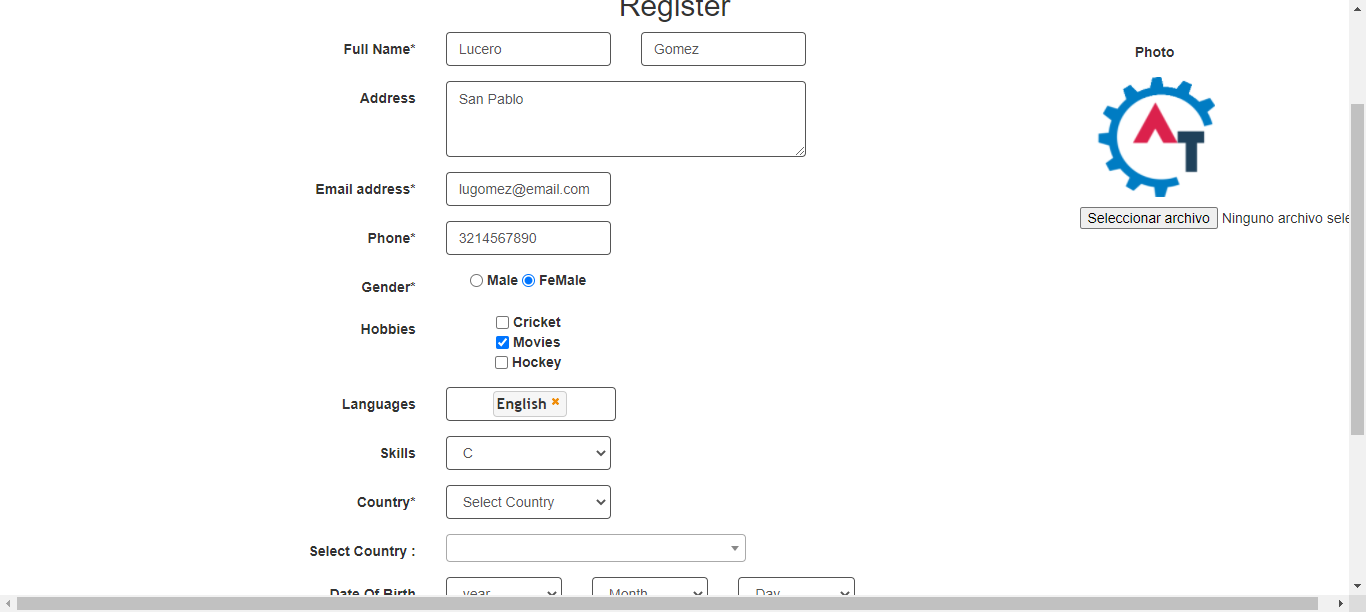 Register
Full Name* Lucero Gomez
Photo
Address San Pablo
AT
Email address* lugomez@email.com
Seleccionar archivo Ninguno archivo sele
Phone* 3214567890
Gender* Male FeMale
Hobbies Cricket
Movies
Hockey
Languages English
Skills C
Country* Select Country
Select Country :
Date Of Birth year Month Day